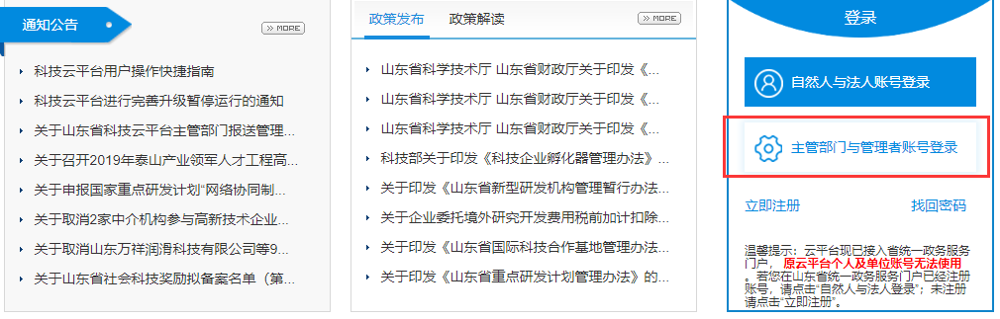 通知公告
MORE
科技云平台用户操作快捷指南
科技云平台进行完善升级暂停运行的通知
关于山东省科技云平台主管部门报送管理...
关于召开2019年泰山产业领军人才工程高...
关于申报国家重点研发计划“网络协同制...
关于取消2家中介机构参与高新技术企业...
关于取消山东万祥润滑科技有限公司等9...
关于山东省社会科技奖励拟备案名单（第...
政策发布 政策解读
MORE
山东省科学技术厅 山东省财政厅关于印发《...
山东省科学技术厅 山东省财政厅关于印发《...
山东省科学技术厅 山东省财政厅关于印发《...
科技部关于印发《科技企业孵化器管理办法》...
关于印发《山东省新型研发机构管理暂行办法...
关于企业委托境外研究开发费用税前加计扣除...
关于印发《山东省国际科技合作基地管理办法...
关于印发《山东省重点研发计划管理办法》的...
登录
自然人与法人账号登录
主管部门与管理者账号登录
立即注册 找回密码
温馨提示：云平台现已接入省统一政务服务
门户，原云平台个人及单位账号无法使用
。若您在山东省统一政务服务门户已经注册
账号，请点击“自然人与法人登录”；未注册
请点击“立即注册”。